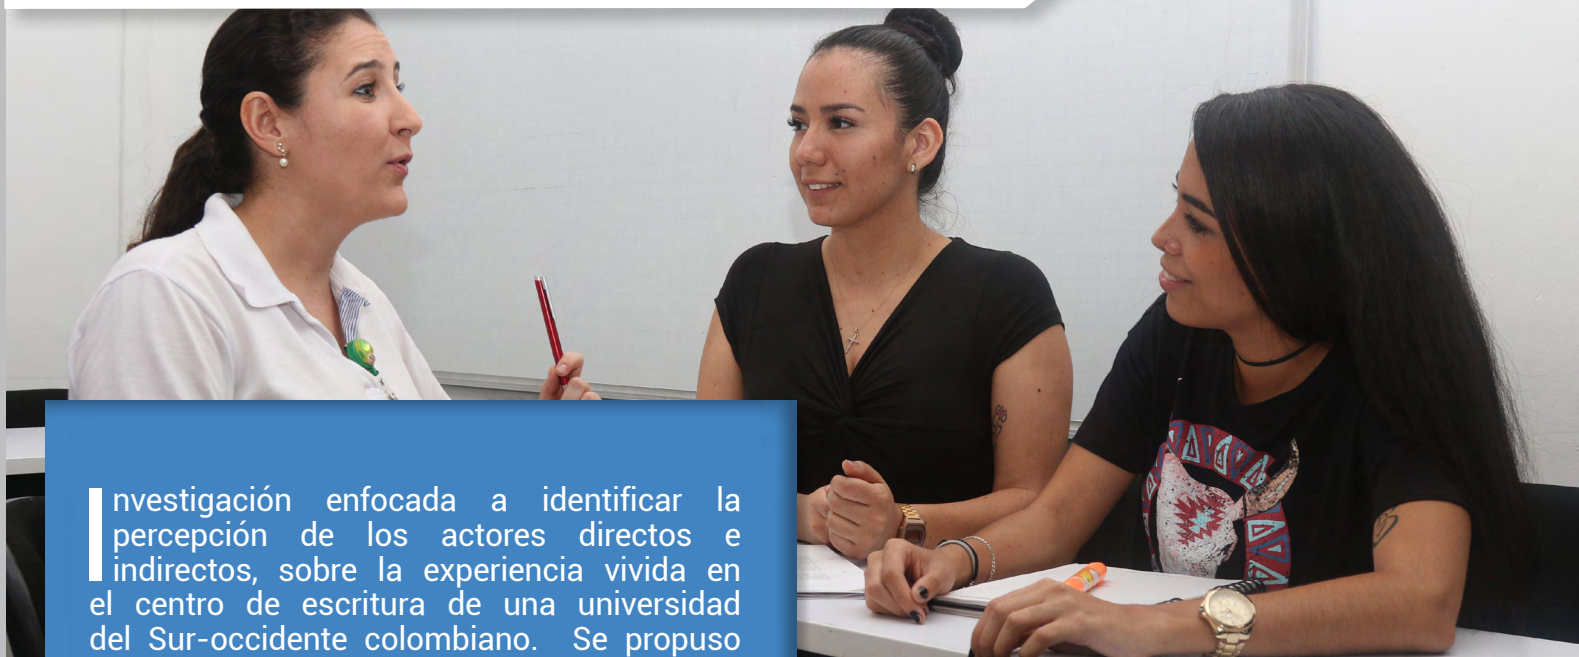 Investigación enfocada a identificar la
percepción de los actores directos e
indirectos, sobre la experiencia vivida en
el centro de escritura de una universidad
del Sur-occidente colombiano. Se propuso